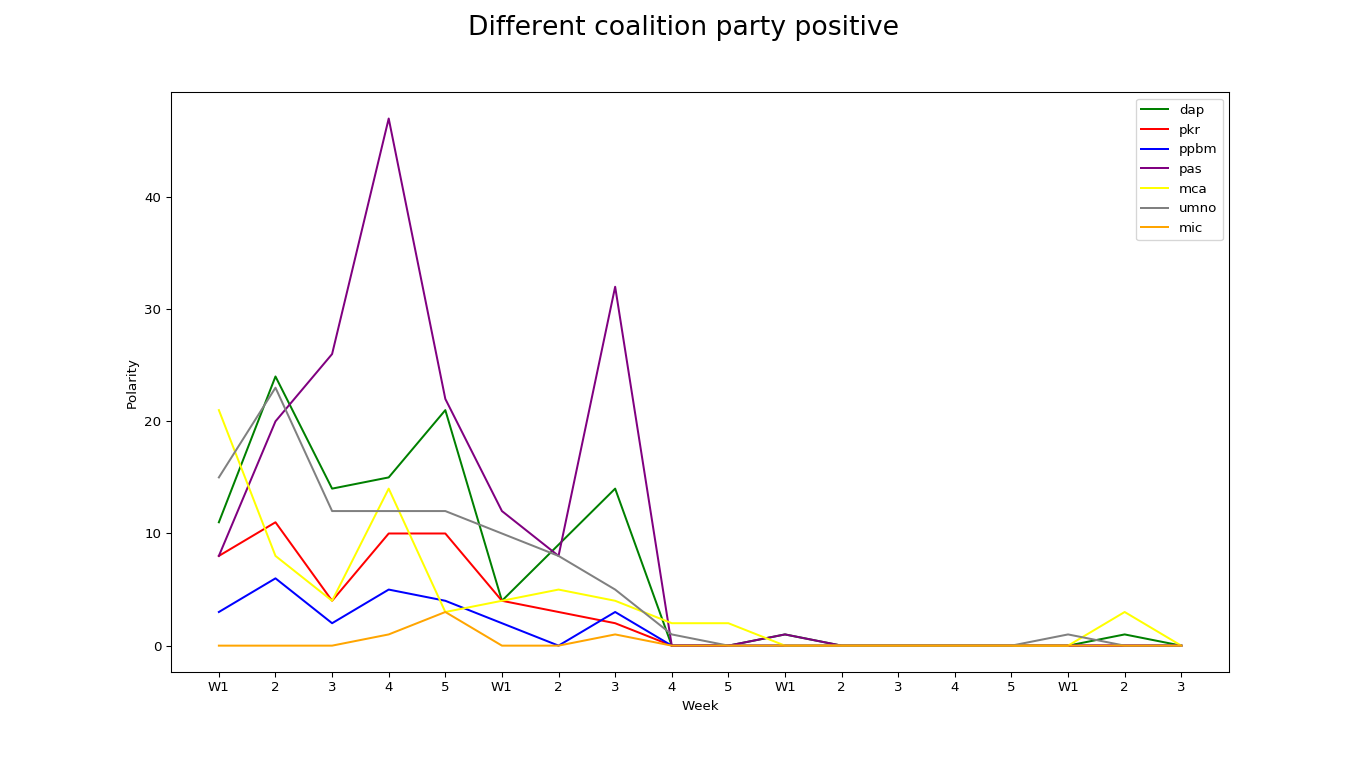 Different coalition party positive
dap
pkr
ppbm
pas
mca
umno
mic
40
30
20
10
0
Polarity
W1 2 3 4 5 W1 2 3 4 5 W1 2 3 4 5 W1 2 3
Week